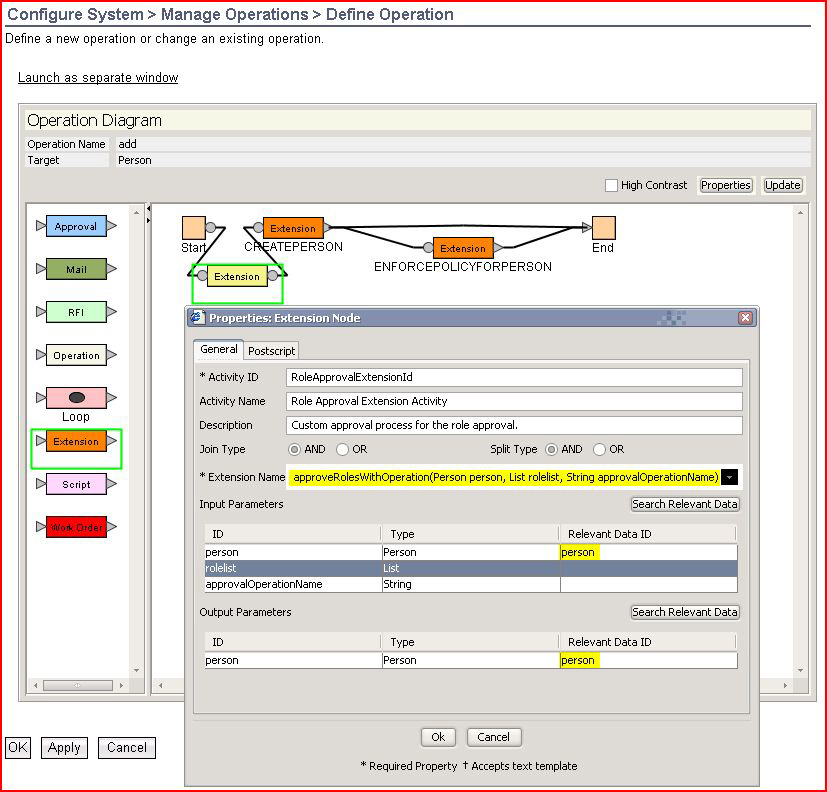 Configure System > Manage Operations > Define Operation
Define a new operation or change an existing operation.
Launch as separate window
Operation Diagram
Operation Name add
Target Person
High Contrast Properties Update
Approval
Mail
RFI
Operation
Loop
Extension
Script
Work Order
Start
Extension
CREATEPERSON
Extension
Extension
ENFORCEPOLICYFORPERSON
End
Properties: Extension Node
General Postscript
* Activity ID RoleApprovalExtensionId
Activity Name Role Approval Extension Activity
Description Custom approval process for the role approval.
Join Type AND OR Split Type AND OR
* Extension Name approveRolesWithOperation(Person person, List rolelist, String approvalOperationName)
Input Parameters Search Relevant Data
ID Type Relevant Data ID
person Person person
rolelist List
approvalOperationName String
Output Parameters Search Relevant Data
ID Type Relevant Data ID
person Person person
Ok Cancel
* Required Property † Accepts text template
OK Apply Cancel